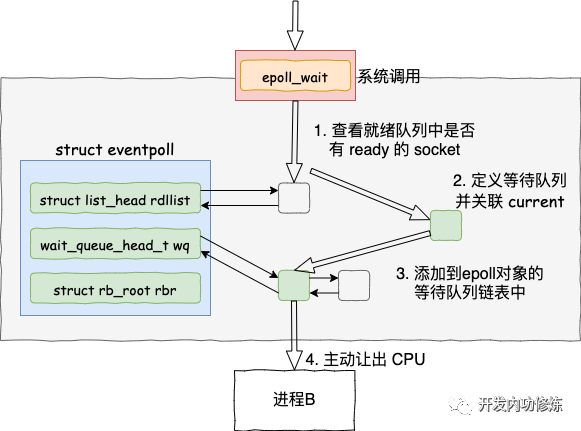 epoll_wait
系统调用
1. 查看就绪队列中是否
有 ready 的 socket
struct eventpoll
struct list_head rdllist
wait_queue_head_t wq
struct rb_root rbr
2. 定义等待队列
并关联 current
3. 添加到epoll对象的
等待队列链表中
4. 主动让出 CPU
进程B
开发内功修炼